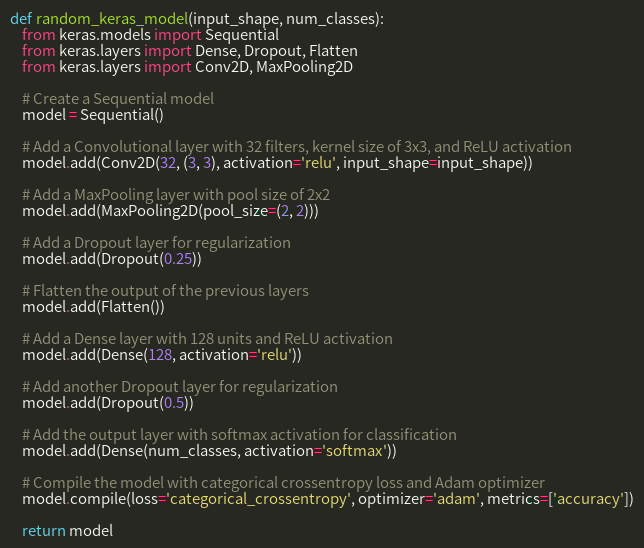 def random_keras_model(input_shape, num_classes):
from keras.models import Sequential
from keras.layers import Dense, Dropout, Flatten
from keras.layers import Conv2D, MaxPooling2D
# Create a Sequential model
model = Sequential()
# Add a Convolutional layer with 32 filters, kernel size of 3x3, and ReLU activation
model.add(Conv2D(32, (3, 3), activation='relu', input_shape=input_shape))
# Add a MaxPooling layer with pool size of 2x2
model.add(MaxPooling2D(pool_size=(2, 2)))
# Add a Dropout layer for regularization
model.add(Dropout(0.25))
# Flatten the output of the previous layers
model.add(Flatten())
# Add a Dense layer with 128 units and ReLU activation
model.add(Dense(128, activation='relu'))
# Add another Dropout layer for regularization
model.add(Dropout(0.5))
# Add the output layer with softmax activation for classification
model.add(Dense(num_classes, activation='softmax'))
# Compile the model with categorical crossentropy loss and Adam optimizer
model.compile(loss='categorical_crossentropy', optimizer='adam', metrics=['accuracy'])
return model